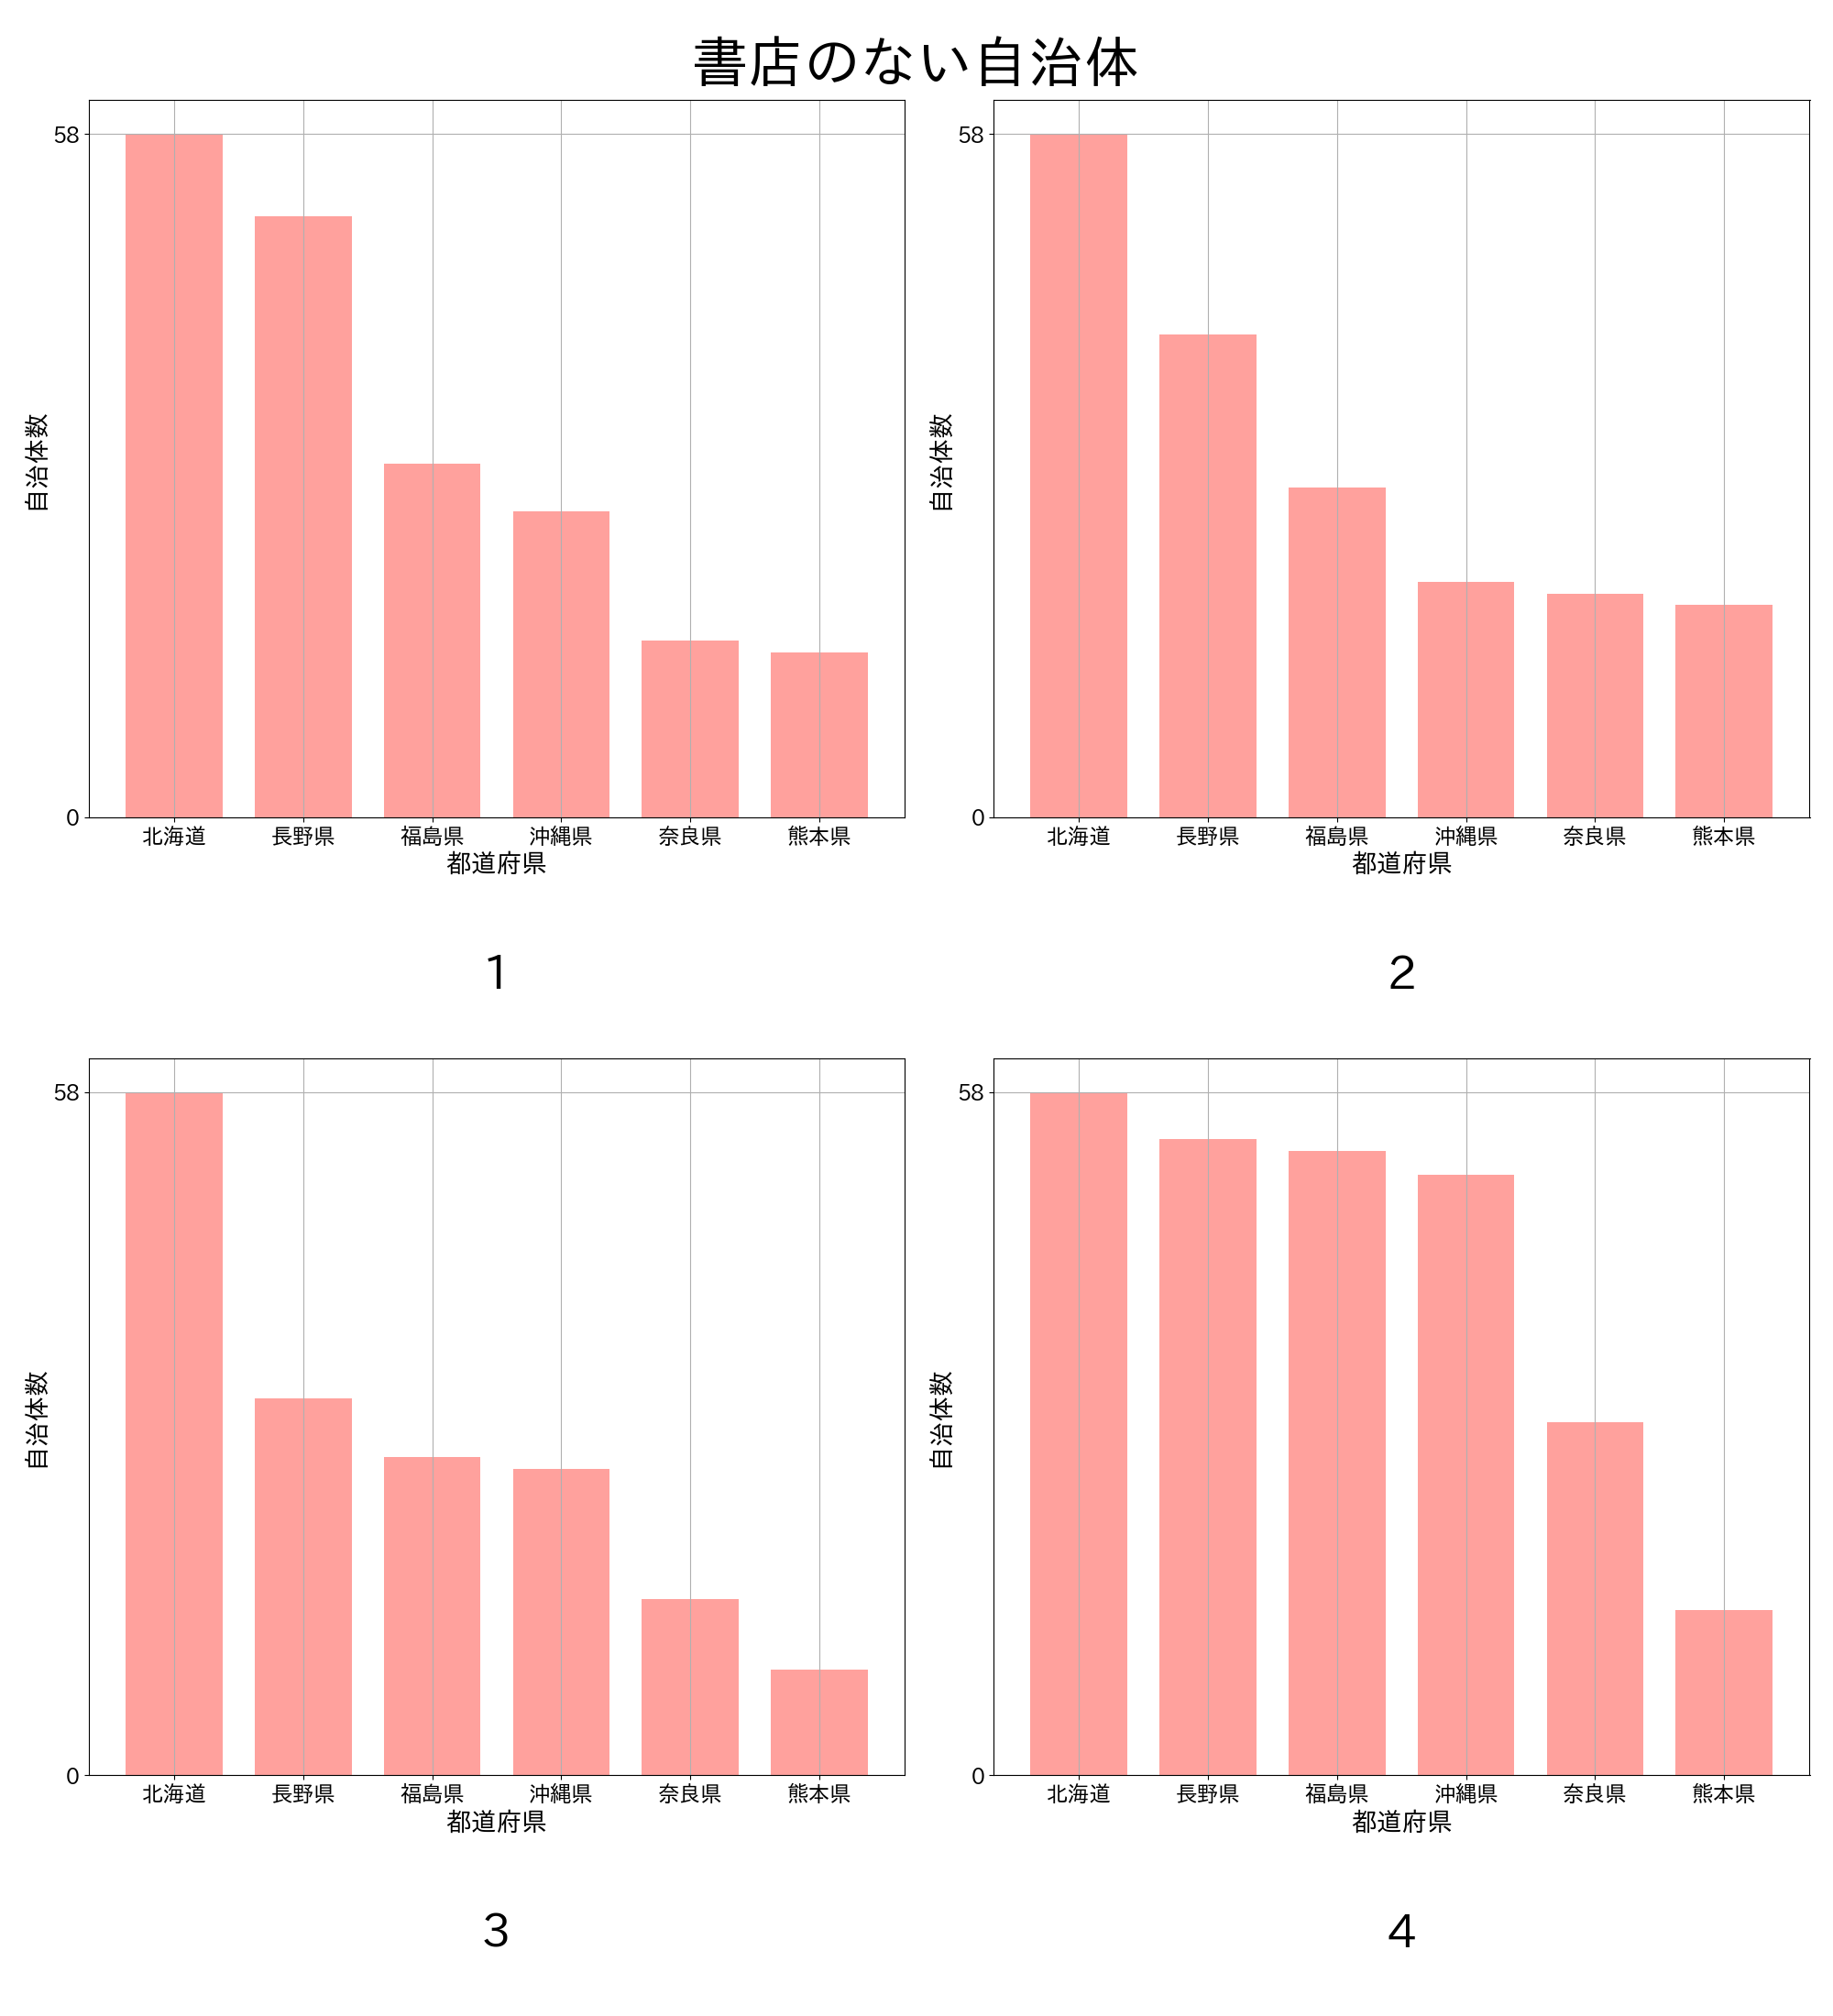 書店のない自治体
58
0
自治体数
北海道 長野県 福島県 沖縄県 奈良県 熊本県
都道府県
1
58
0
自治体数
北海道 長野県 福島県 沖縄県 奈良県 熊本県
都道府県
2
58
0
自治体数
北海道 長野県 福島県 沖縄県 奈良県 熊本県
都道府県
3
58
0
自治体数
北海道 長野県 福島県 沖縄県 奈良県 熊本県
都道府県
4